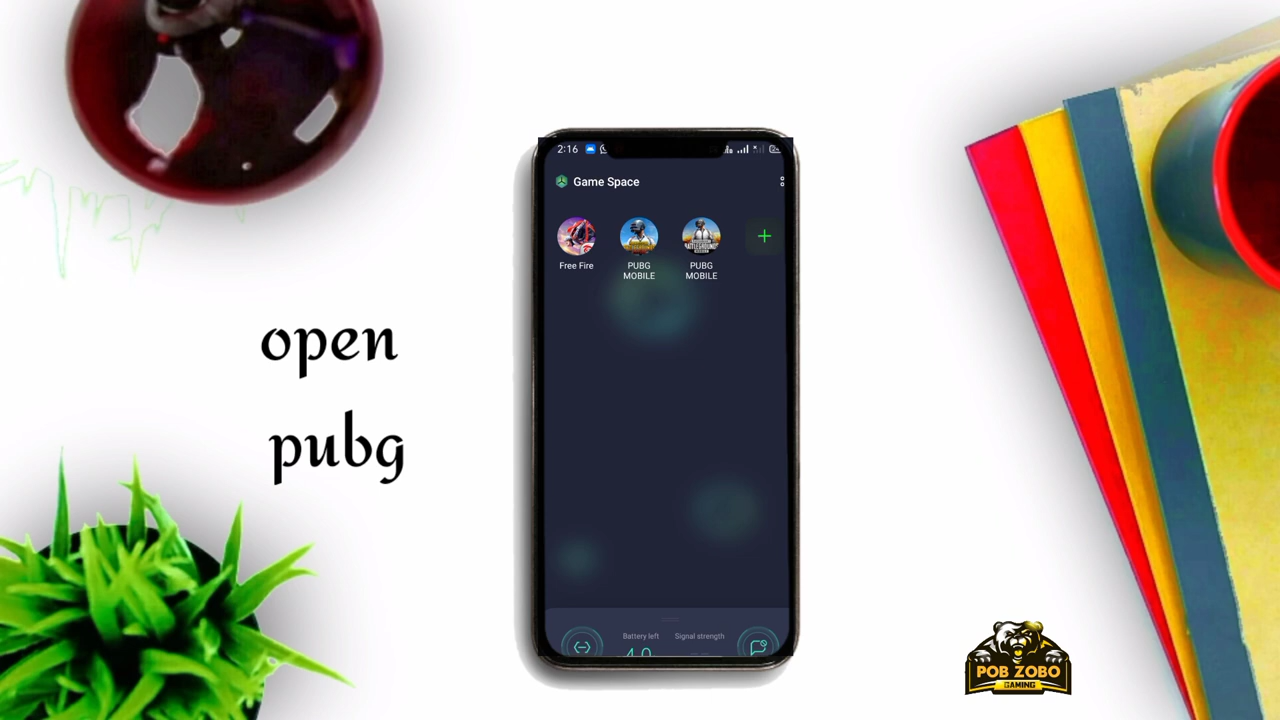 2:16
Game Space
Free Fire
PUBG
MOBILE
PUBG
MOBILE
open
pubg
Battery left
Signal strength
POB ZOBO
GAMING